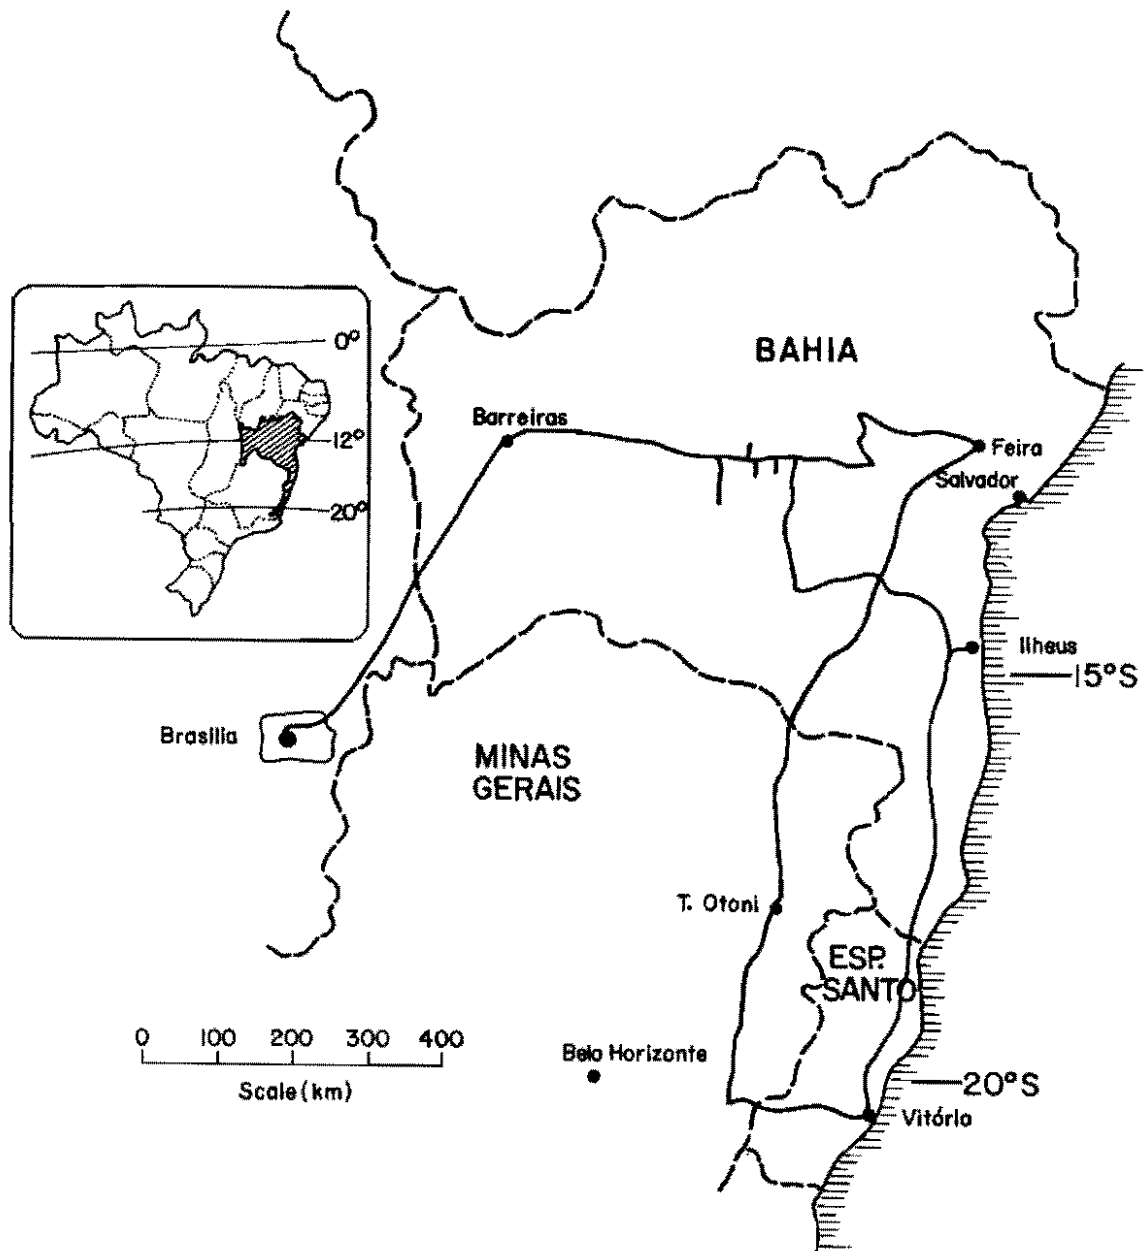 BAHIA
0°
12°
20°
Barreiras
Feira
Salvador
Ilheus
15°S
Brasilia
MINAS
GERAIS
T. Otoni
ESP.
SANTO
0 100 200 300 400
Scale (km)
Belo Horizonte
20°S
Vitória